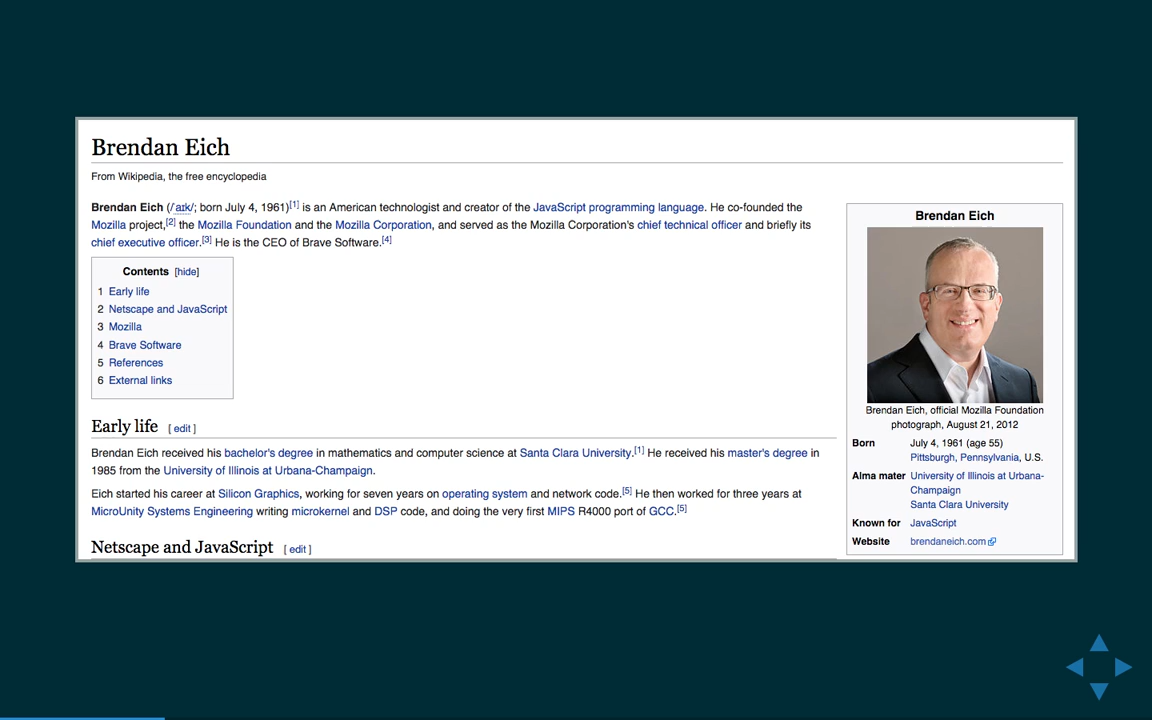 Brendan Eich
From Wikipedia, the free encyclopedia
Brendan Eich (/ˈaɪk/; born July 4, 1961)[1] is an American technologist and creator of the JavaScript programming language. He co-founded the
Mozilla project,[2] the Mozilla Foundation and the Mozilla Corporation, and served as the Mozilla Corporation's chief technical officer and briefly its
chief executive officer.[3] He is the CEO of Brave Software.[4]
Contents [hide]
1 Early life
2 Netscape and JavaScript
3 Mozilla
4 Brave Software
5 References
6 External links
Early life [ edit ]
Brendan Eich received his bachelor's degree in mathematics and computer science at Santa Clara University.[1] He received his master's degree in
1985 from the University of Illinois at Urbana-Champaign.
Eich started his career at Silicon Graphics, working for seven years on operating system and network code.[5] He then worked for three years at
MicroUnity Systems Engineering writing microkernel and DSP code, and doing the very first MIPS R4000 port of GCC.[5]
Netscape and JavaScript [ edit ]
Brendan Eich
Brendan Eich, official Mozilla Foundation
photograph, August 21, 2012
Born July 4, 1961 (age 55)
Pittsburgh, Pennsylvania, U.S.
Alma mater University of Illinois at Urbana-
Champaign
Santa Clara University
Known for JavaScript
Website brendaneich.com